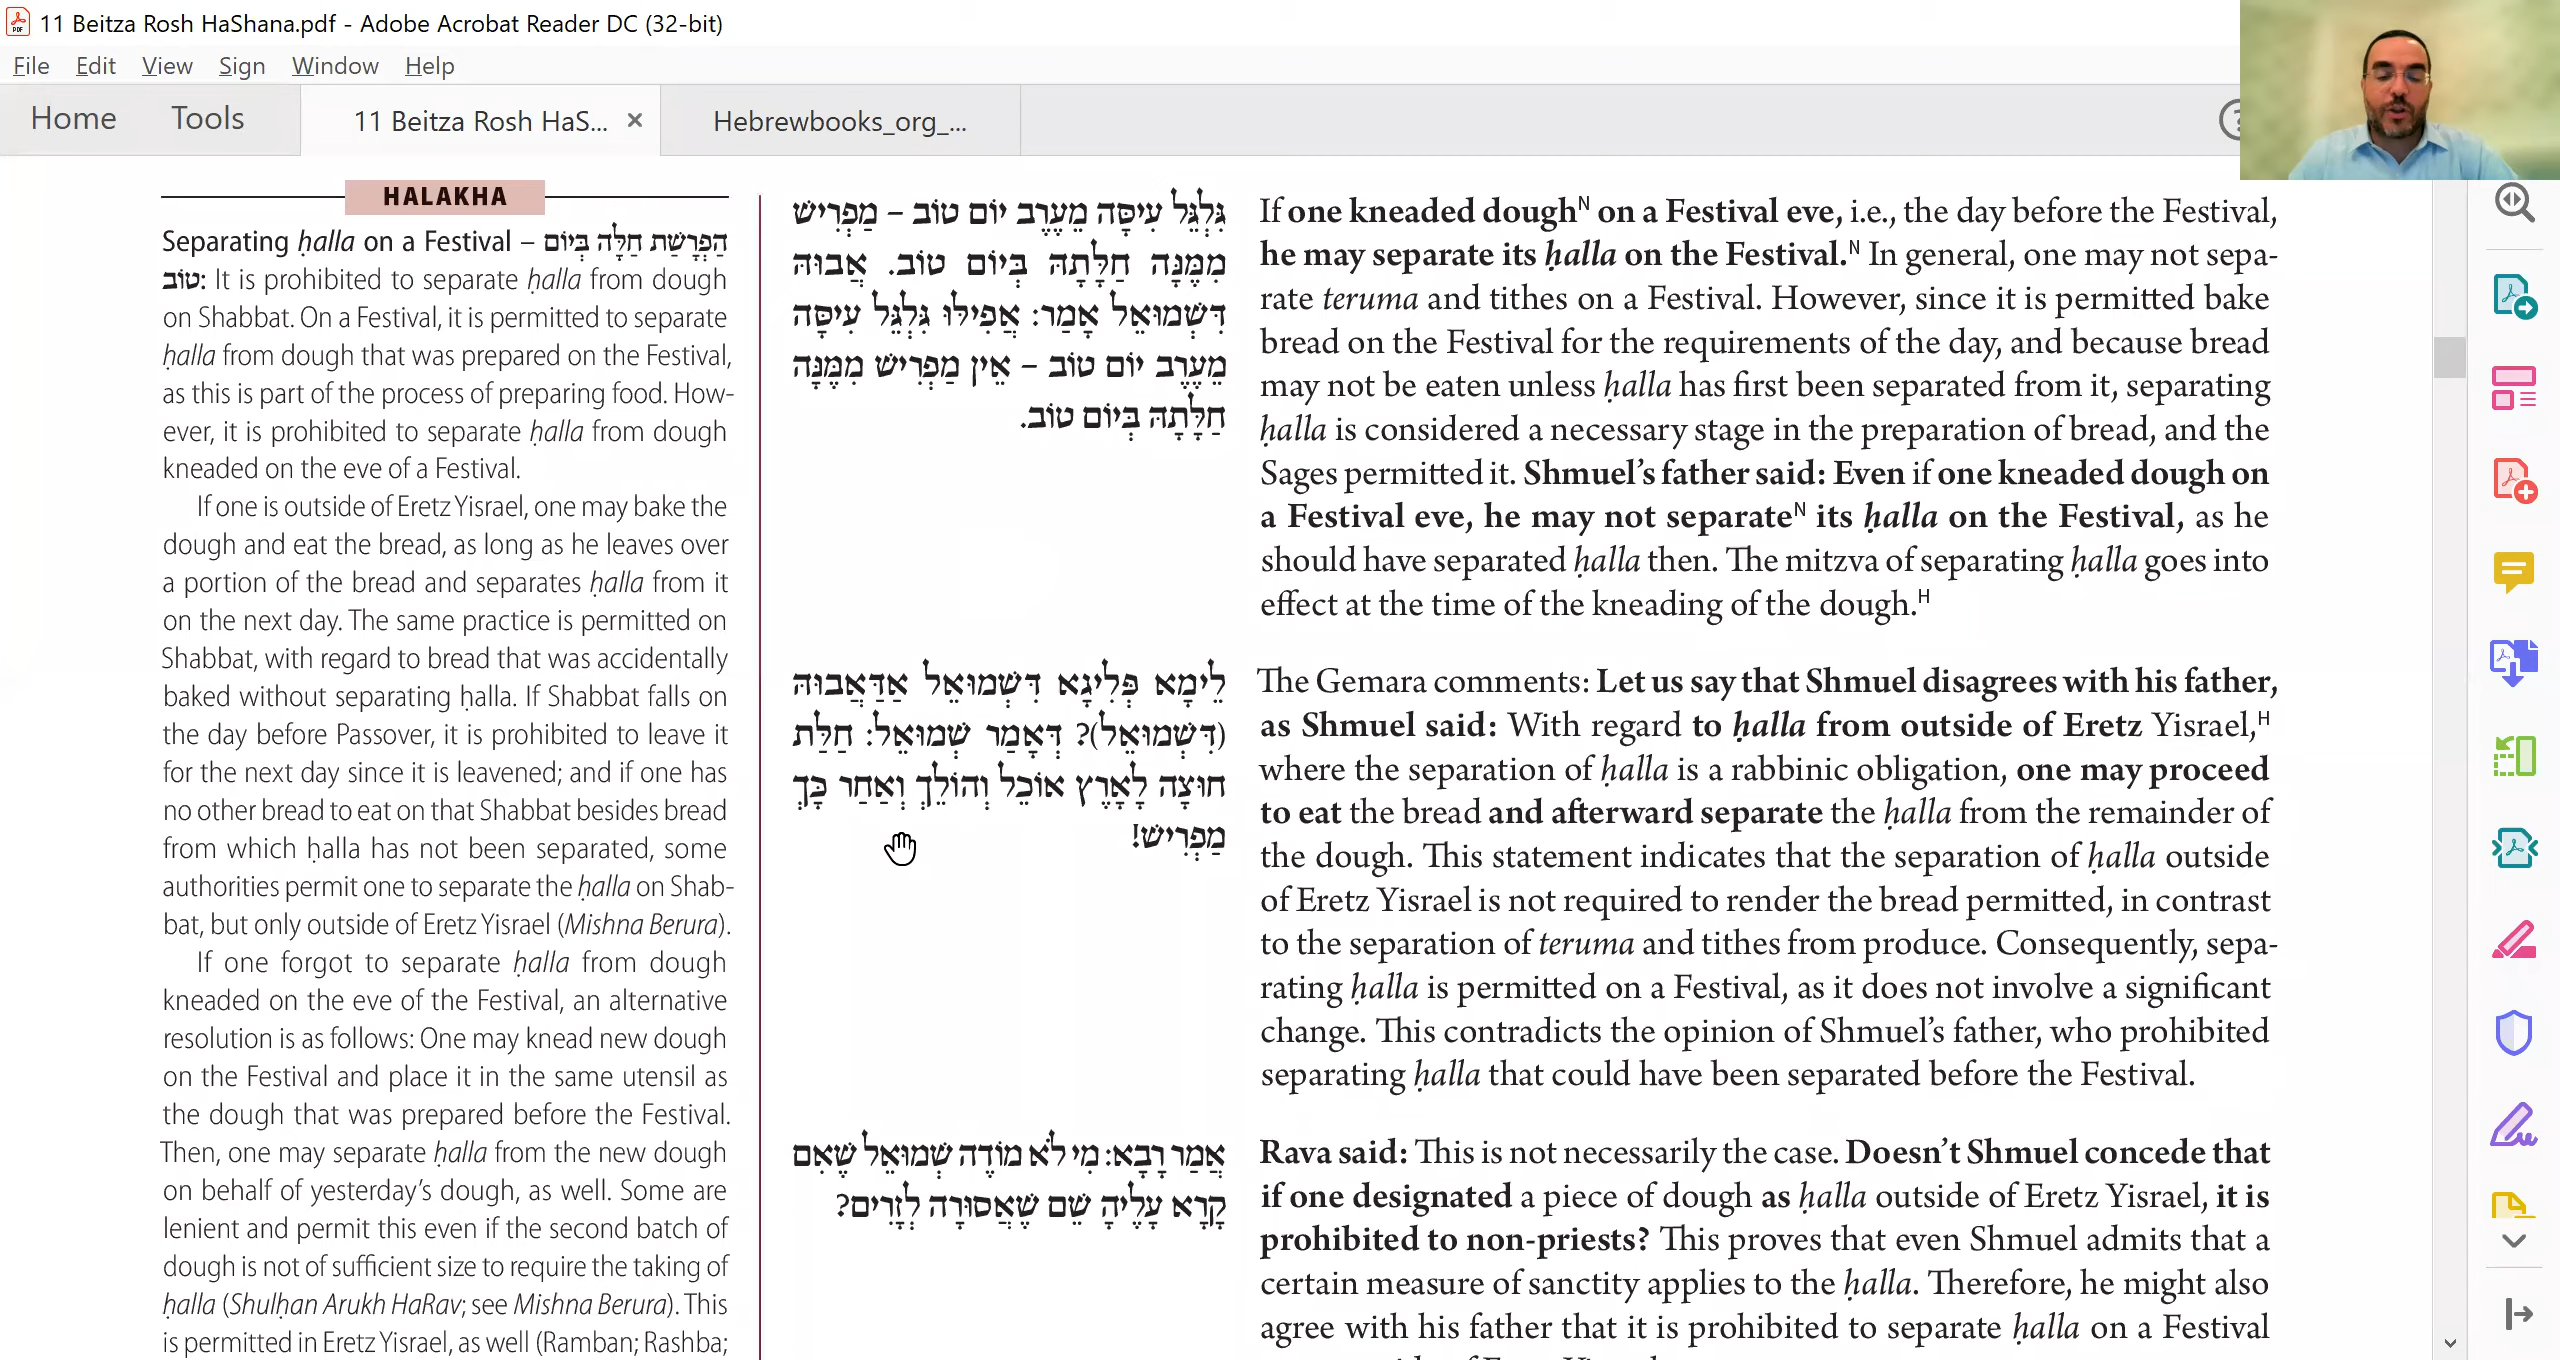 11 Beitza Rosh HaShana.pdf - Adobe Acrobat Reader DC (32-bit)
File Edit View Sign Window Help
Home Tools 11 Beitza Rosh HaS... × Hebrewbooks_org_...
HALAKHA
Separating ḥalla on a Festival – הַפְרָשַׁת חַלָּה בְּיוֹם
טוֹב: It is prohibited to separate ḥalla from dough
on Shabbat. On a Festival, it is permitted to separate
ḥalla from dough that was prepared on the Festival,
as this is part of the process of preparing food. How-
ever, it is prohibited to separate ḥalla from dough
kneaded on the eve of a Festival.
If one is outside of Eretz Yisrael, one may bake the
dough and eat the bread, as long as he leaves over
a portion of the bread and separates ḥalla from it
on the next day. The same practice is permitted on
Shabbat, with regard to bread that was accidentally
baked without separating ḥalla. If Shabbat falls on
the day before Passover, it is prohibited to leave it
for the next day since it is leavened; and if one has
no other bread to eat on that Shabbat besides bread
from which ḥalla has not been separated, some
authorities permit one to separate the ḥalla on Shab-
bat, but only outside of Eretz Yisrael (Mishna Berura).
If one forgot to separate ḥalla from dough
kneaded on the eve of the Festival, an alternative
resolution is as follows: One may knead new dough
on the Festival and place it in the same utensil as
the dough that was prepared before the Festival.
Then, one may separate ḥalla from the new dough
on behalf of yesterday's dough, as well. Some are
lenient and permit this even if the second batch of
dough is not of sufficient size to require the taking of
ḥalla (Shulḥan Arukh HaRav; see Mishna Berura). This
is permitted in Eretz Yisrael, as well (Ramban; Rashba;
גִּלְגֵּל עִיסָּה מֵעֶרֶב יוֹם טוֹב – מַפְרִישׁ
מִמֶּנָּה חַלָּתָהּ בְּיוֹם טוֹב. אֲבוּהּ
דִּשְׁמוּאֵל אָמַר: אֲפִילּוּ גִּלְגֵּל עִיסָּה
מֵעֶרֶב יוֹם טוֹב – אֵין מַפְרִישׁ מִמֶּנָּה
חַלָּתָהּ בְּיוֹם טוֹב.
לֵימָא פְּלִיגָא דִּשְׁמוּאֵל אַדַּאֲבוּהּ
(דִּשְׁמוּאֵל)? דְּאָמַר שְׁמוּאֵל: חַלַּת
חוּצָה לָאָרֶץ אוֹכֵל וְהוֹלֵךְ וְאַחַר כָּךְ
מַפְרִישׁ!
אֲמַר רָבָא: מִי לֹא מוֹדֶה שְׁמוּאֵל שֶׁאִם
קָרָא עָלֶיהָ שֵׁם שֶׁאֲסוּרָה לְזָרִים?
If one kneaded doughᴺ on a Festival eve, i.e., the day before the Festival,
he may separate its ḥalla on the Festival.ᴺ In general, one may not sepa-
rate teruma and tithes on a Festival. However, since it is permitted bake
bread on the Festival for the requirements of the day, and because bread
may not be eaten unless ḥalla has first been separated from it, separating
ḥalla is considered a necessary stage in the preparation of bread, and the
Sages permitted it. Shmuel's father said: Even if one kneaded dough on
a Festival eve, he may not separateᴺ its ḥalla on the Festival, as he
should have separated ḥalla then. The mitzva of separating ḥalla goes into
effect at the time of the kneading of the dough.ᴴ
The Gemara comments: Let us say that Shmuel disagrees with his father,
as Shmuel said: With regard to ḥalla from outside of Eretz Yisrael,ᴴ
where the separation of ḥalla is a rabbinic obligation, one may proceed
to eat the bread and afterward separate the ḥalla from the remainder of
the dough. This statement indicates that the separation of ḥalla outside
of Eretz Yisrael is not required to render the bread permitted, in contrast
to the separation of teruma and tithes from produce. Consequently, sepa-
rating ḥalla is permitted on a Festival, as it does not involve a significant
change. This contradicts the opinion of Shmuel's father, who prohibited
separating ḥalla that could have been separated before the Festival.
Rava said: This is not necessarily the case. Doesn't Shmuel concede that
if one designated a piece of dough as ḥalla outside of Eretz Yisrael, it is
prohibited to non-priests? This proves that even Shmuel admits that a
certain measure of sanctity applies to the ḥalla. Therefore, he might also
agree with his father that it is prohibited to separate ḥalla on a Festival